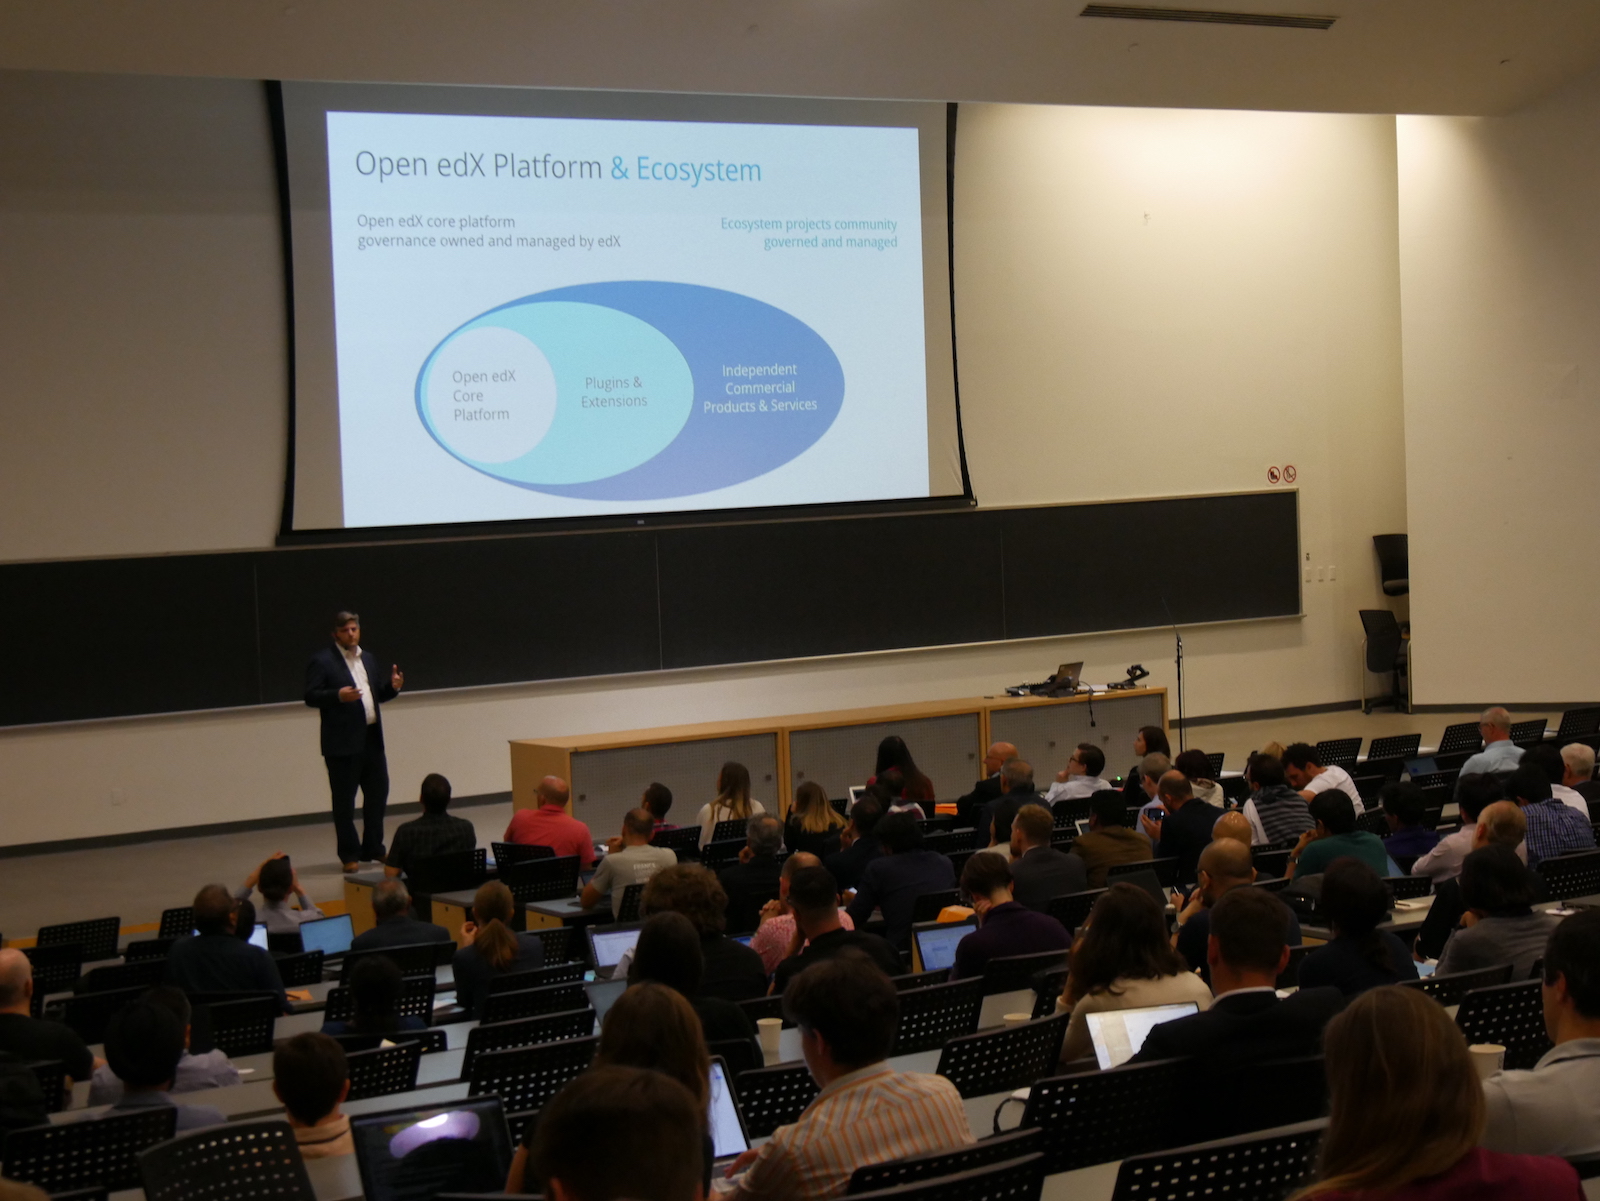 Open edX Platform & Ecosystem
Open edX core platform
governance owned and managed by edX
Ecosystem projects community
governed and managed
Open edX
Core
Platform
Plugins &
Extensions
Independent
Commercial
Products & Services